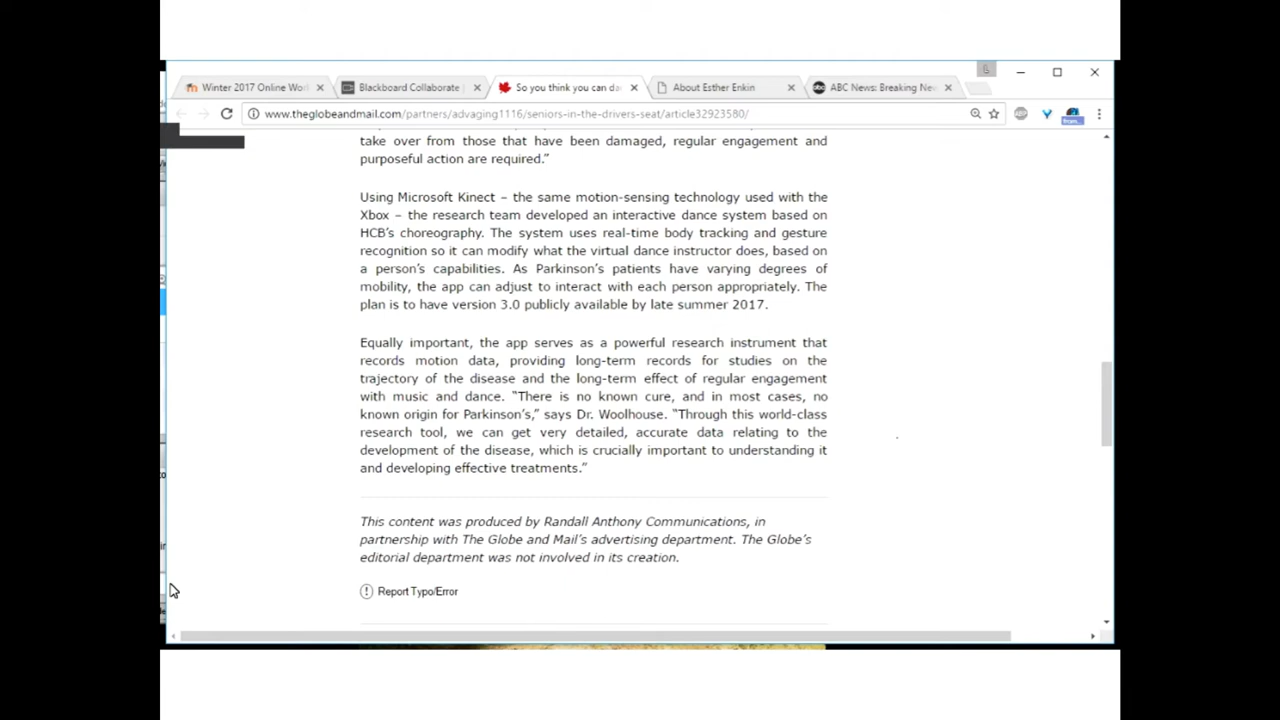 Winter 2017 Online Wor
Blackboard Collaborate
So you think you can da
About Esther Enkin
ABC News: Breaking Ne
www.theglobeandmail.com/partners/advaging1116/seniors-in-the-drivers-seat/article32923580/
take over from those that have been damaged, regular engagement and
purposeful action are required.”
Using Microsoft Kinect – the same motion-sensing technology used with the
Xbox – the research team developed an interactive dance system based on
HCB’s choreography. The system uses real-time body tracking and gesture
recognition so it can modify what the virtual dance instructor does, based on
a person’s capabilities. As Parkinson’s patients have varying degrees of
mobility, the app can adjust to interact with each person appropriately. The
plan is to have version 3.0 publicly available by late summer 2017.
Equally important, the app serves as a powerful research instrument that
records motion data, providing long-term records for studies on the
trajectory of the disease and the long-term effect of regular engagement
with music and dance. “There is no known cure, and in most cases, no
known origin for Parkinson’s,” says Dr. Woolhouse. “Through this world-class
research tool, we can get very detailed, accurate data relating to the
development of the disease, which is crucially important to understanding it
and developing effective treatments.”
This content was produced by Randall Anthony Communications, in
partnership with The Globe and Mail’s advertising department. The Globe’s
editorial department was not involved in its creation.
Report Typo/Error